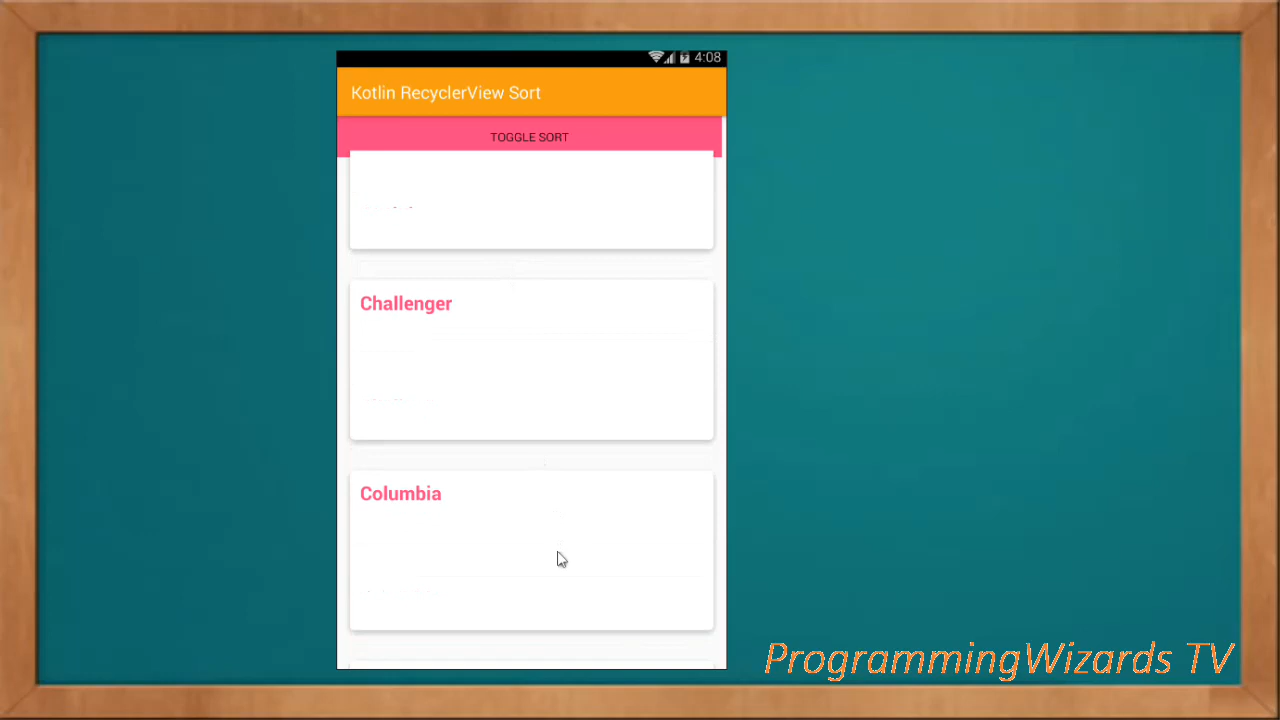 4:08
Kotlin RecyclerView Sort
TOGGLE SORT
Challenger
Columbia
ProgrammingWizards TV